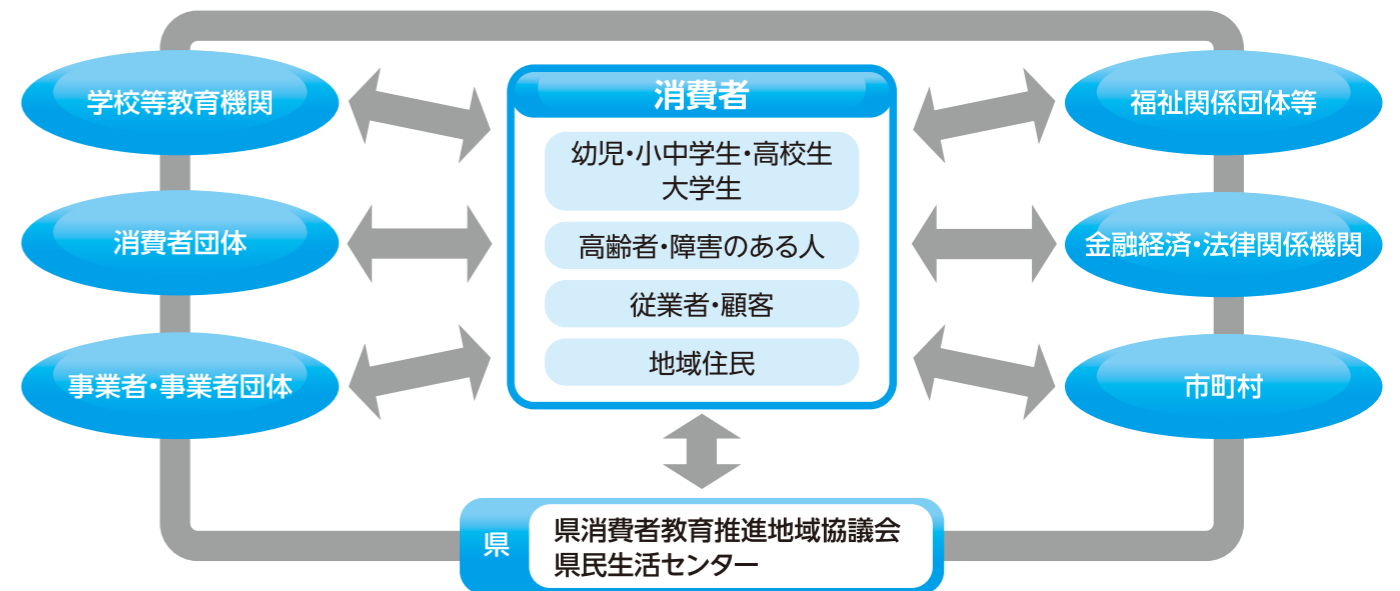 学校等教育機関
消費者団体
事業者・事業者団体
消費者
幼児・小中学生・高校生
大学生
高齢者・障害のある人
従業者・顧客
地域住民
福祉関係団体等
金融経済・法律関係機関
市町村
県
県消費者教育推進地域協議会
県民生活センター